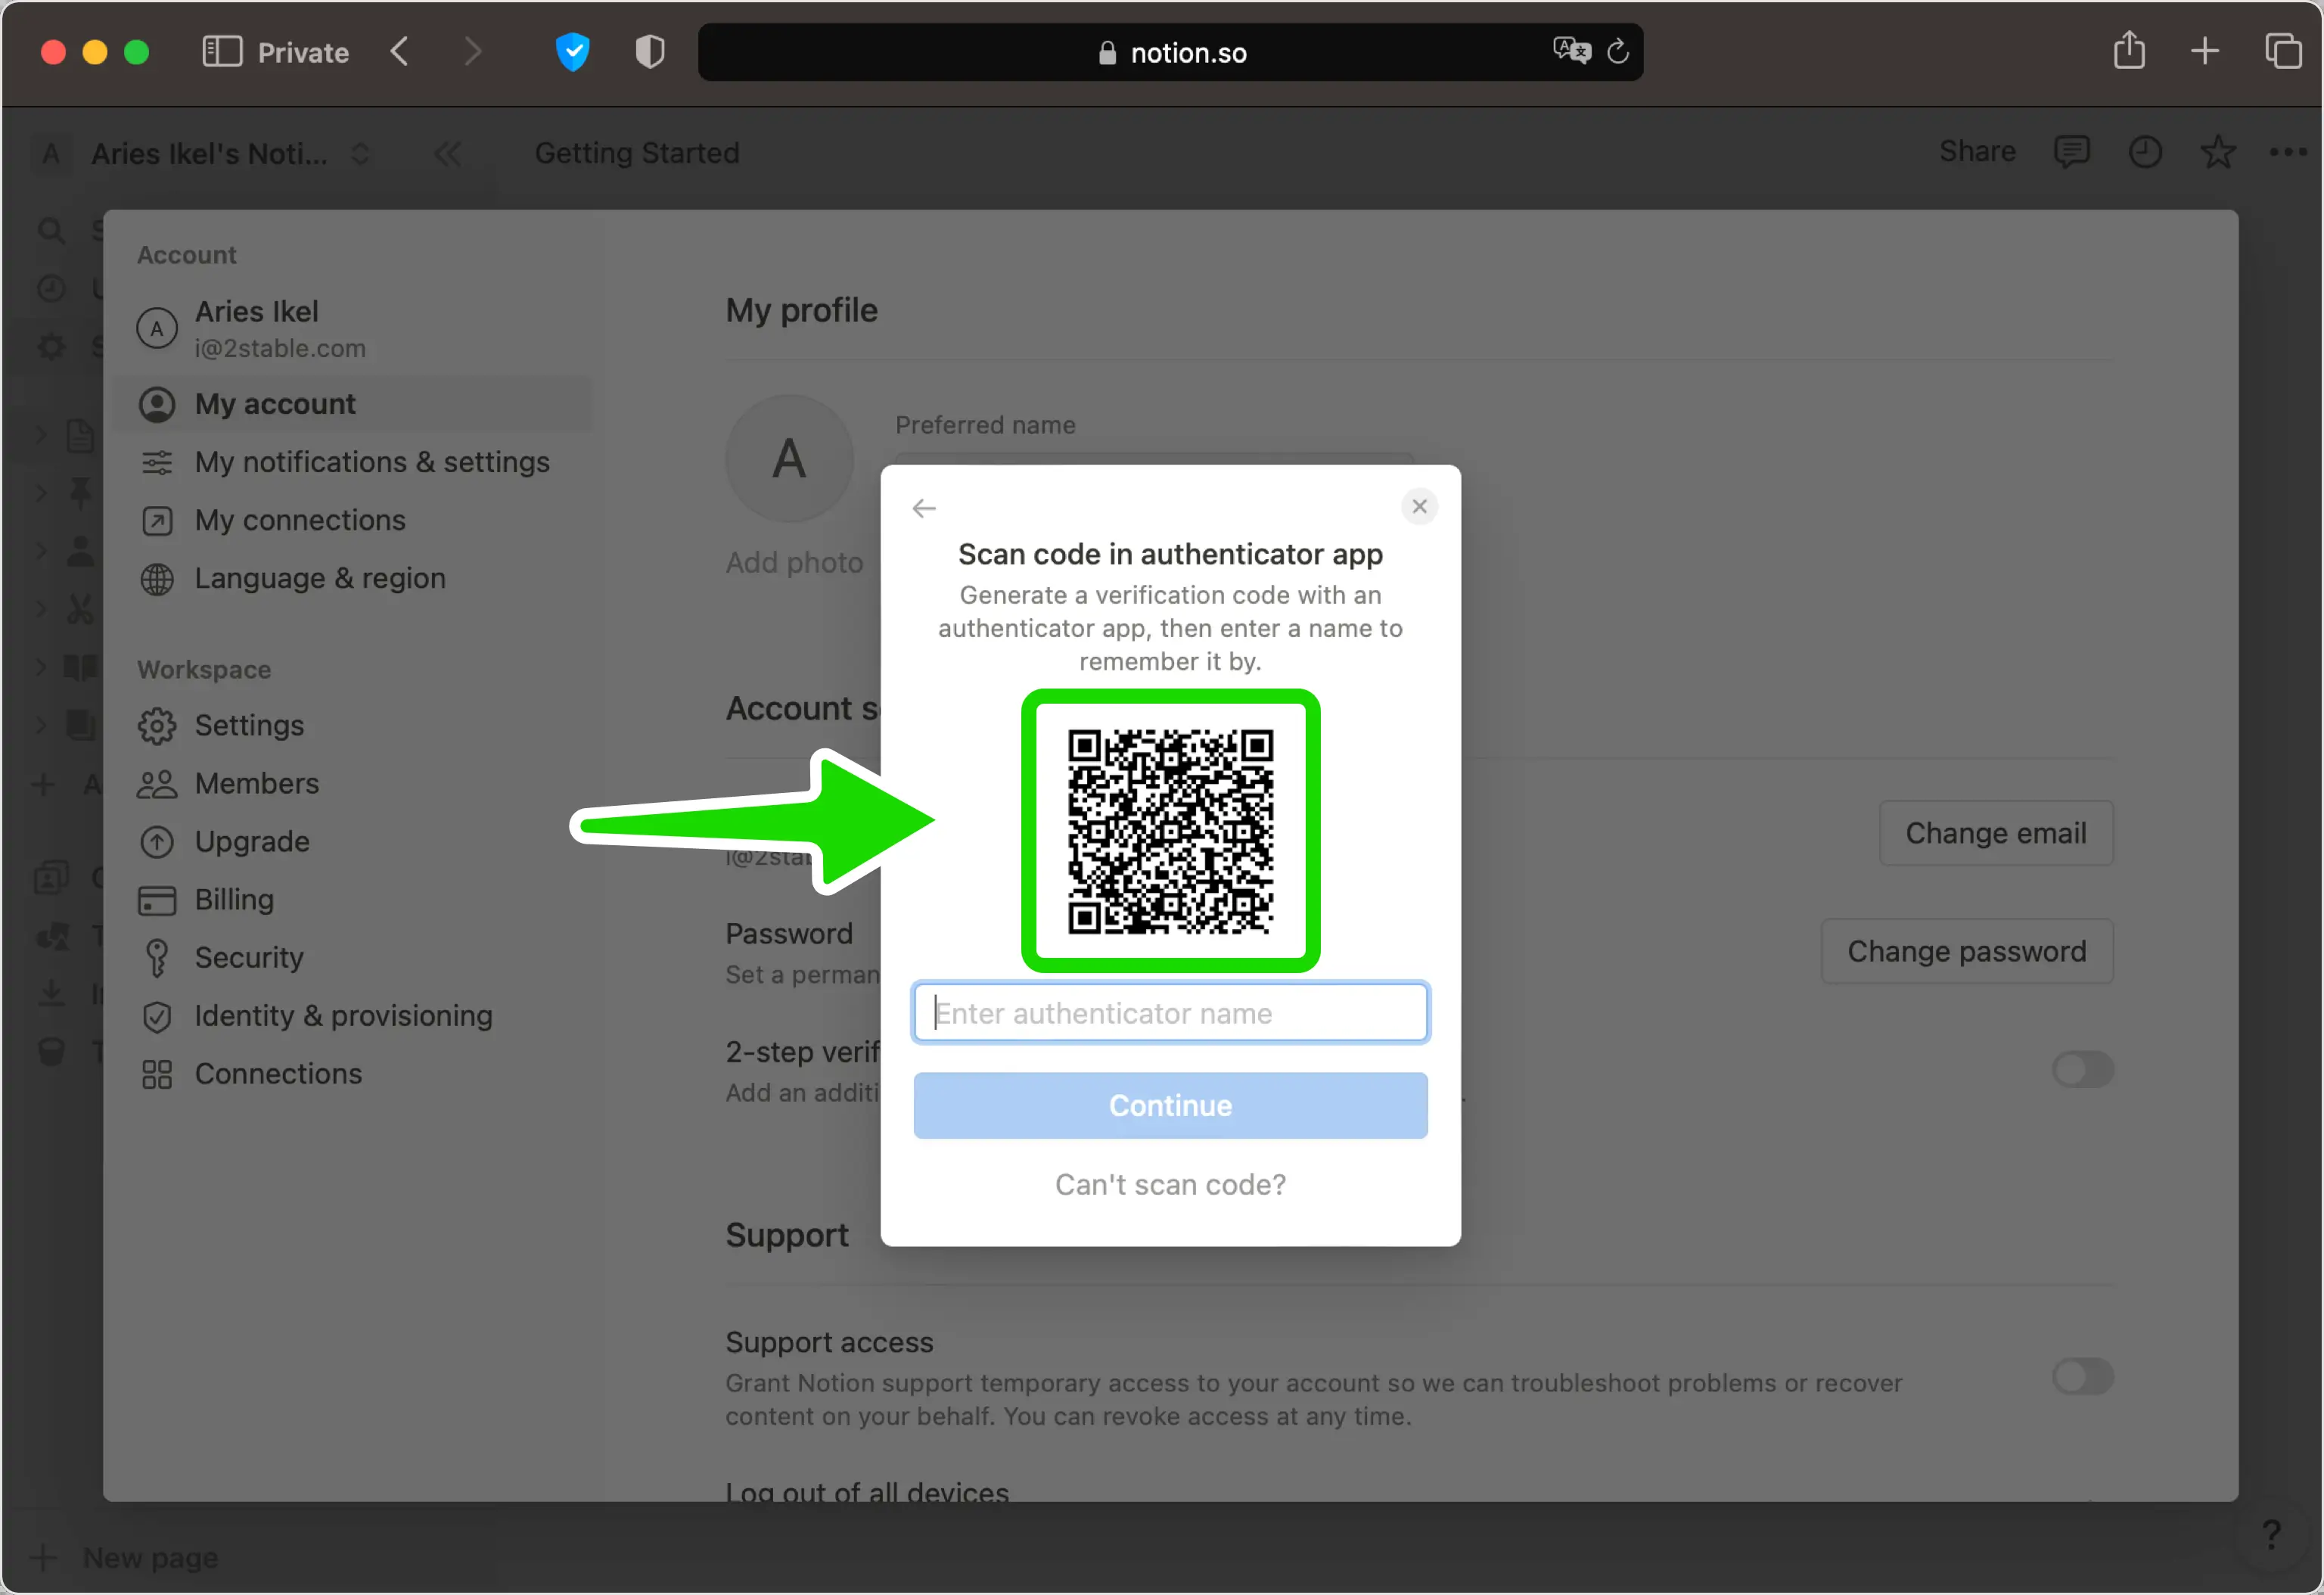 Private
notion.so
A Aries Ikel's Noti...
Getting Started
Share
Account
A
Aries Ikel
i@2stable.com
My account
My notifications & settings
My connections
Language & region
Workspace
Settings
Members
Upgrade
Billing
Security
Identity & provisioning
Connections
New page
My profile
A
Preferred name
Add photo
Account s
i@2stab
Change email
Password
Set a perman
Change password
2-step verif
Add an additi
Support
Support access
Grant Notion support temporary access to your account so we can troubleshoot problems or recover
content on your behalf. You can revoke access at any time.
Log out of all devices
Scan code in authenticator app
Generate a verification code with an
authenticator app, then enter a name to
remember it by.
Enter authenticator name
Continue
Can't scan code?
?